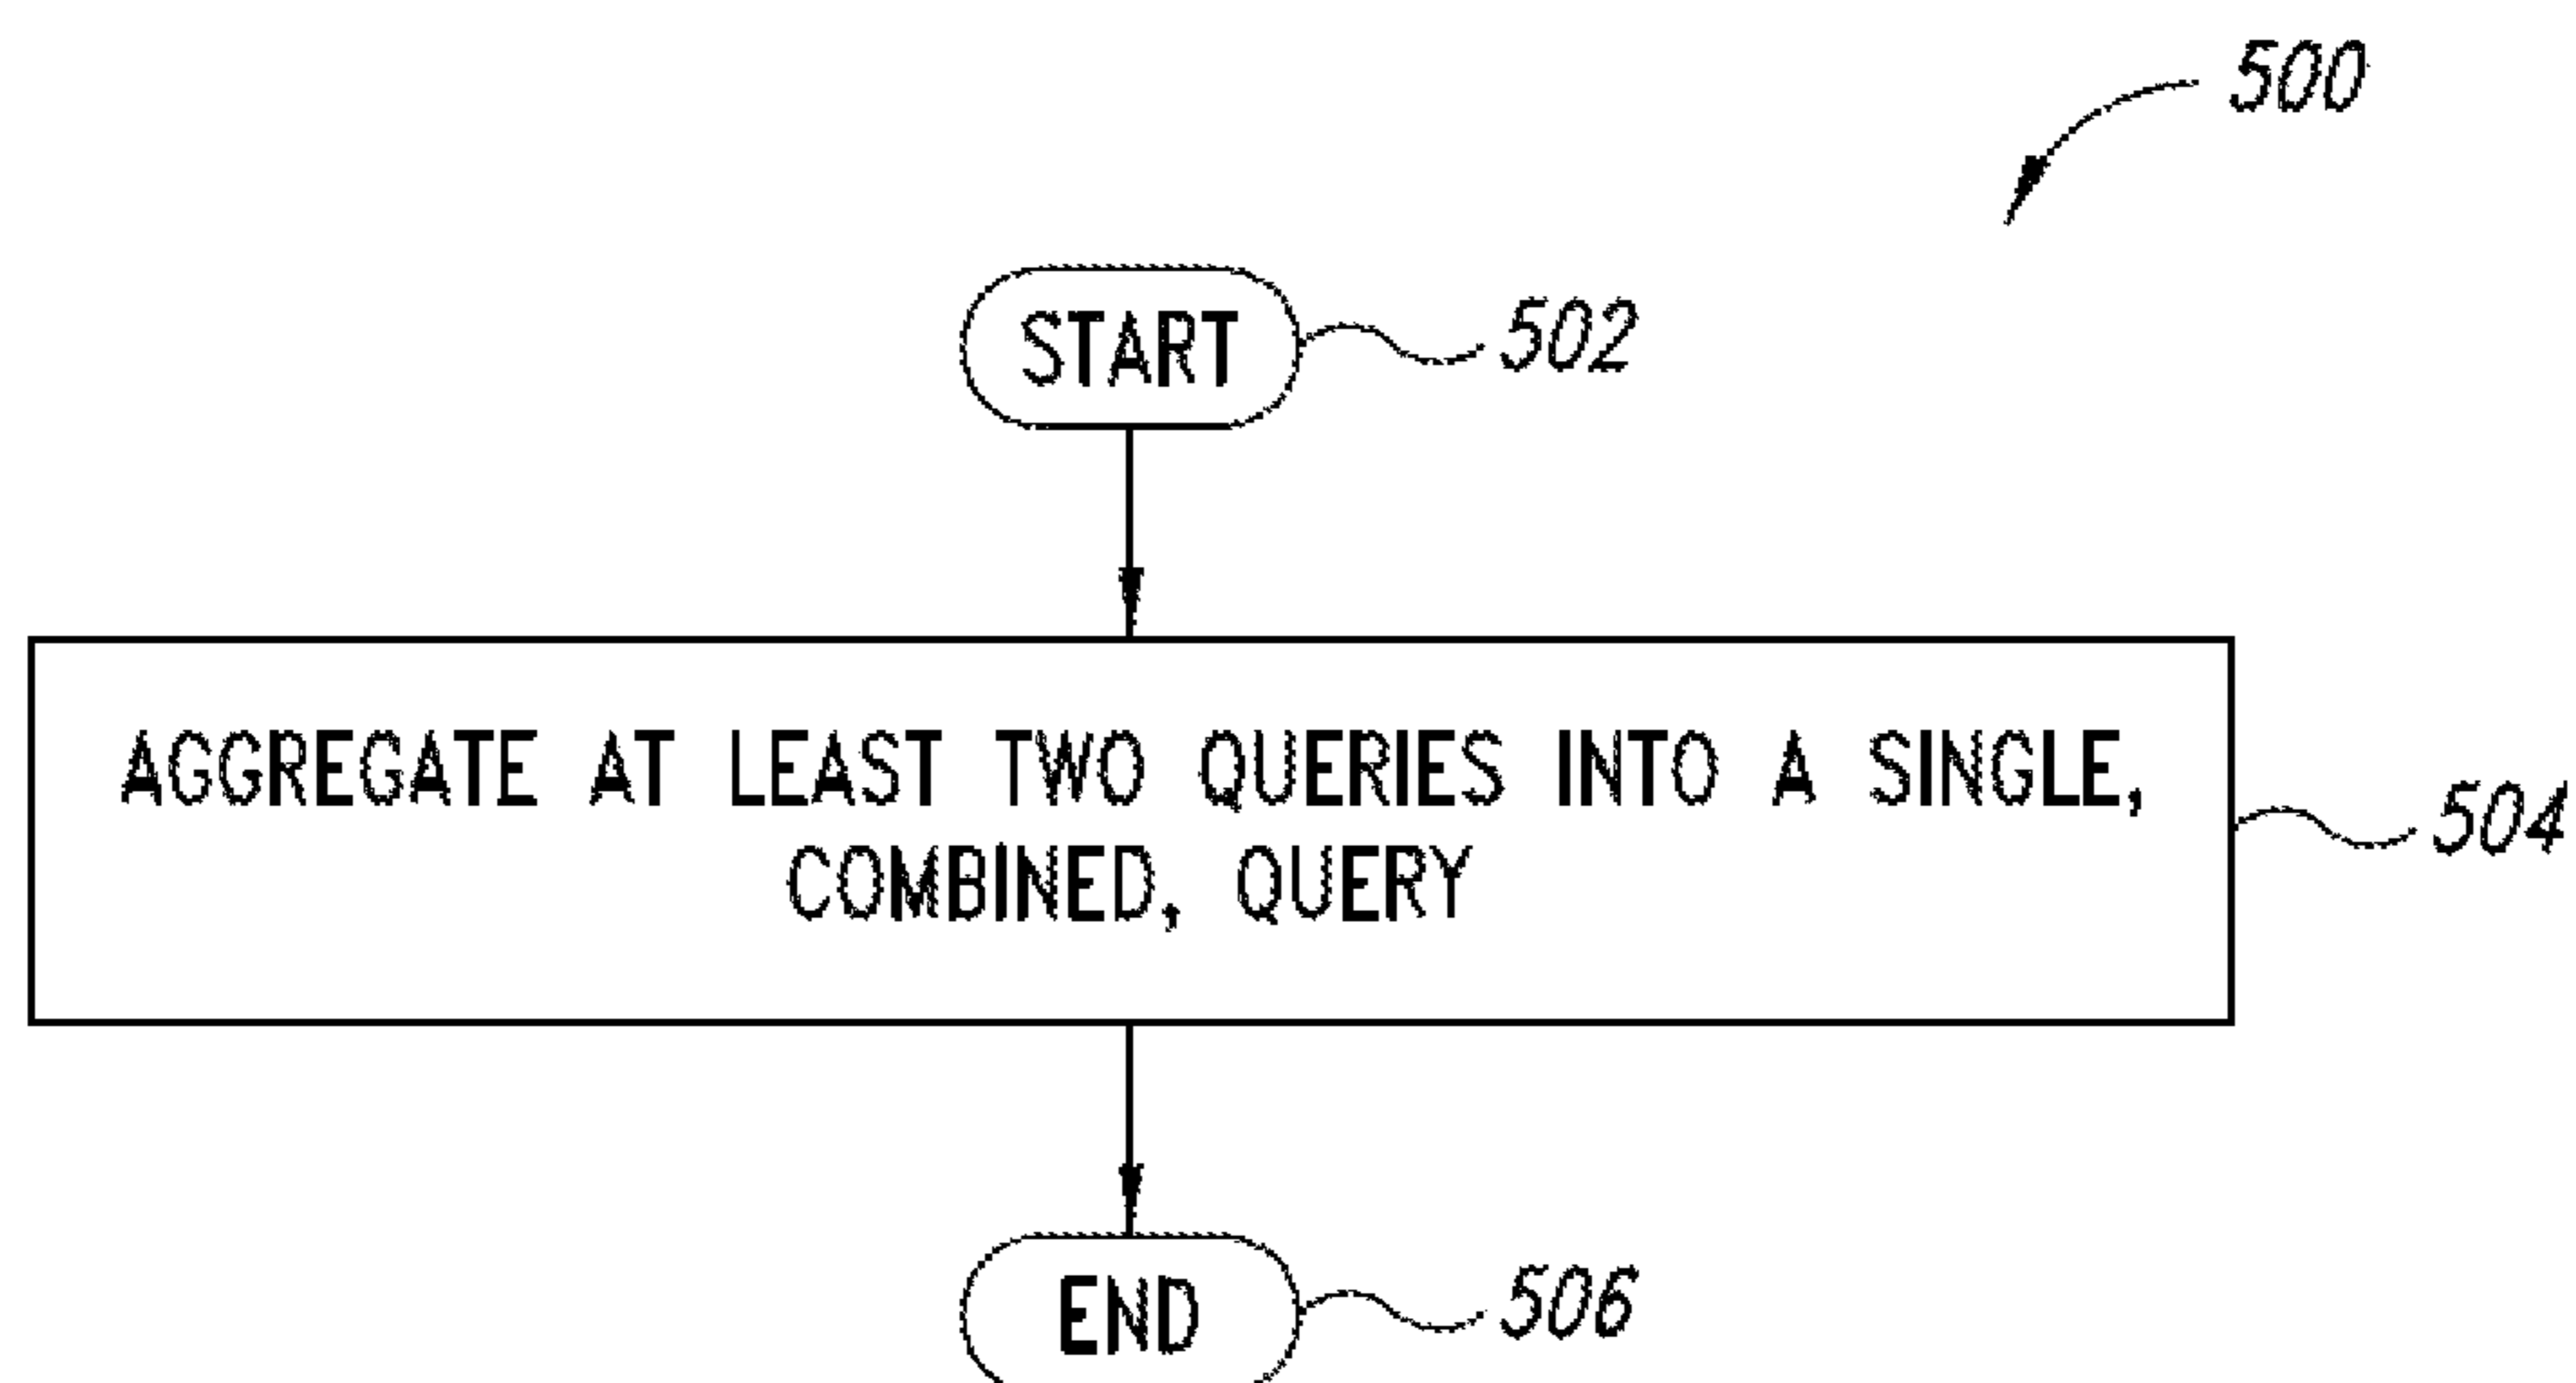 500
START 502
AGGREGATE AT LEAST TWO QUERIES INTO A SINGLE,
504
COMBINED, QUERY
END 506